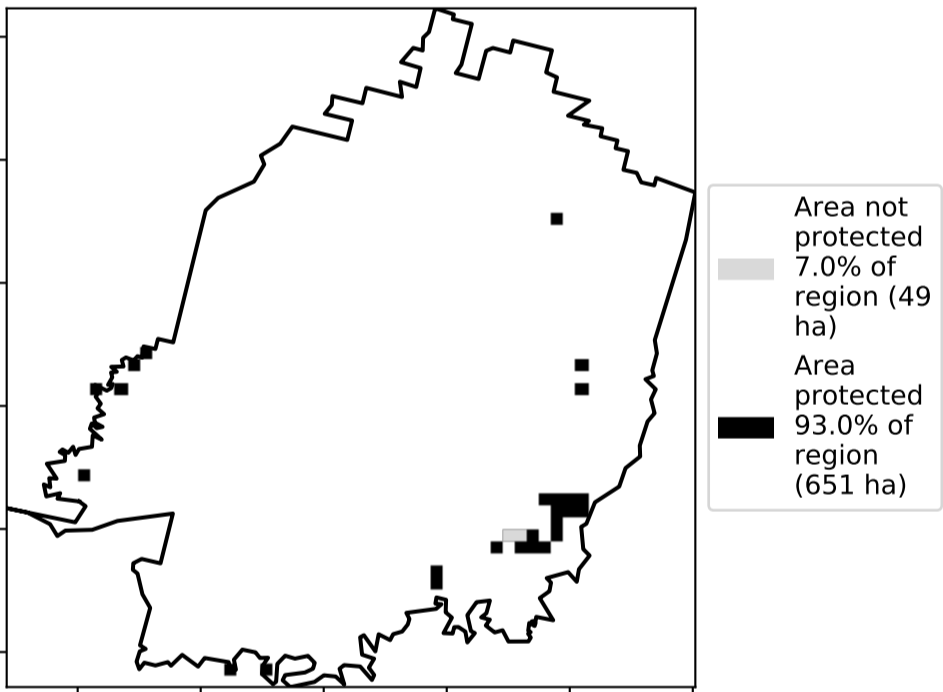 Area not
protected
7.0% of
region (49
ha)
Area
protected
93.0% of
region
(651 ha)